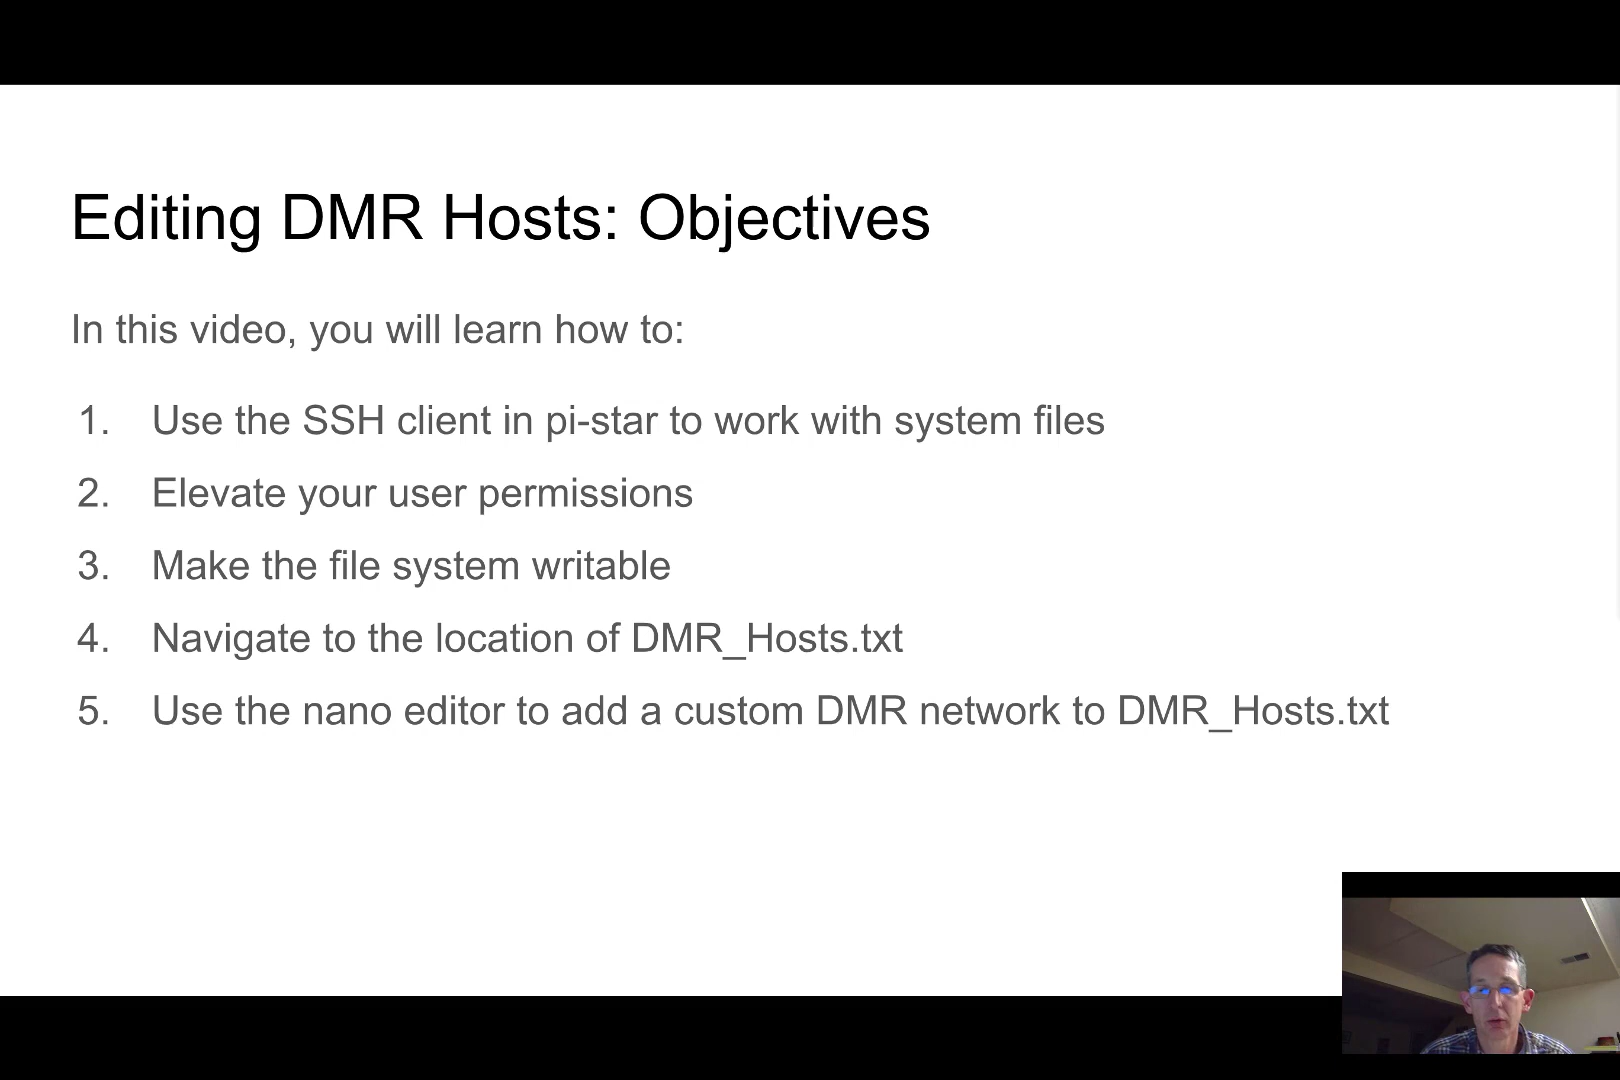 Editing DMR Hosts: Objectives
In this video, you will learn how to:
1. Use the SSH client in pi-star to work with system files
2. Elevate your user permissions
3. Make the file system writable
4. Navigate to the location of DMR_Hosts.txt
5. Use the nano editor to add a custom DMR network to DMR_Hosts.txt